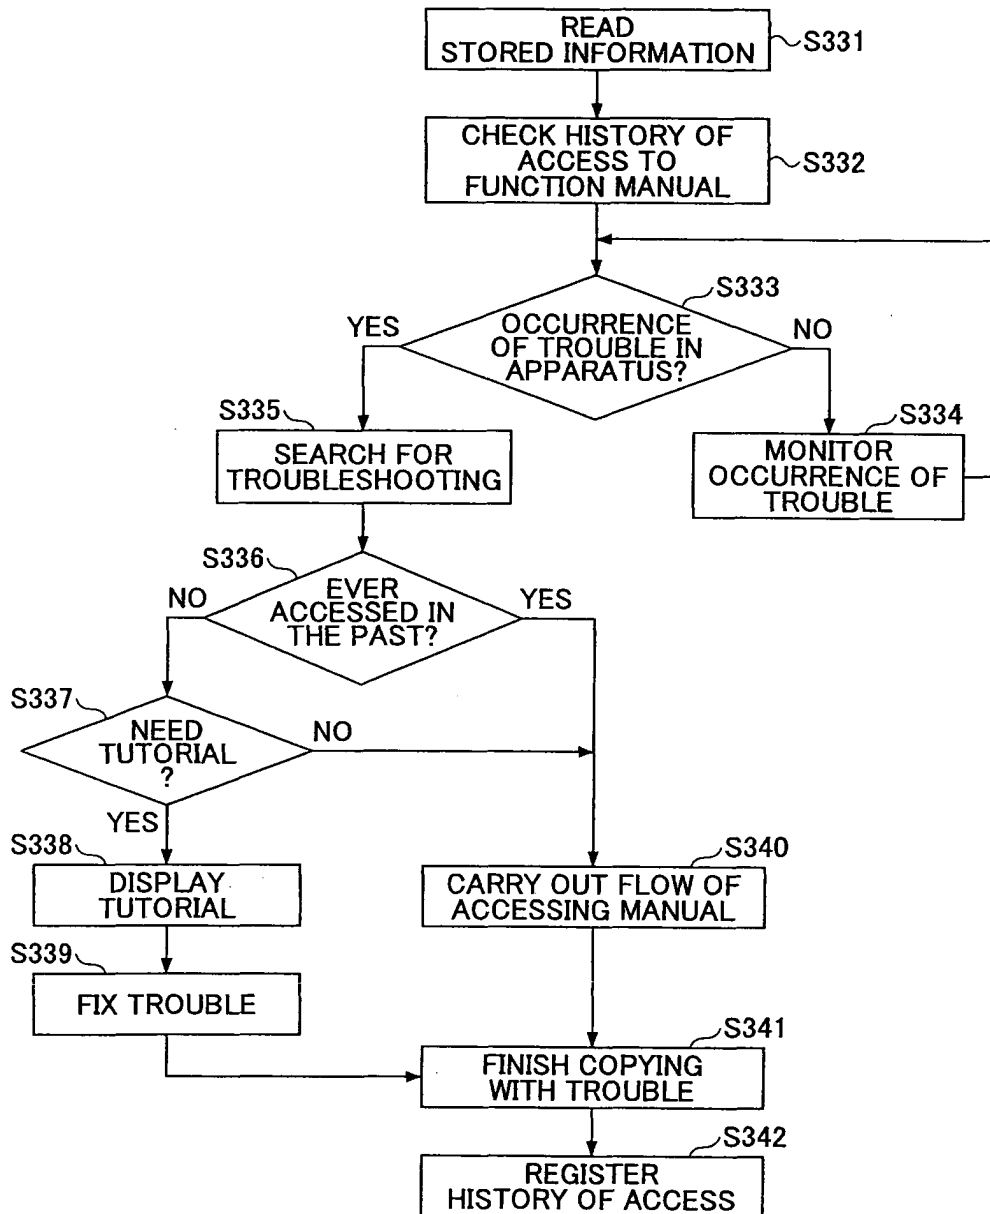 READ
STORED INFORMATION
S331
CHECK HISTORY OF
ACCESS TO
FUNCTION MANUAL
S332
S333
YES
OCCURRENCE
OF TROUBLE IN
APPARATUS?
NO
S335
SEARCH FOR
TROUBLESHOOTING
S334
MONITOR
OCCURRENCE OF
TROUBLE
S336
NO
EVER
ACCESSED IN
THE PAST?
YES
S337
NEED
TUTORIAL
?
NO
YES
S338
DISPLAY
TUTORIAL
S340
CARRY OUT FLOW OF
ACCESSING MANUAL
S339
FIX TROUBLE
S341
FINISH COPYING
WITH TROUBLE
S342
REGISTER
HISTORY OF ACCESS